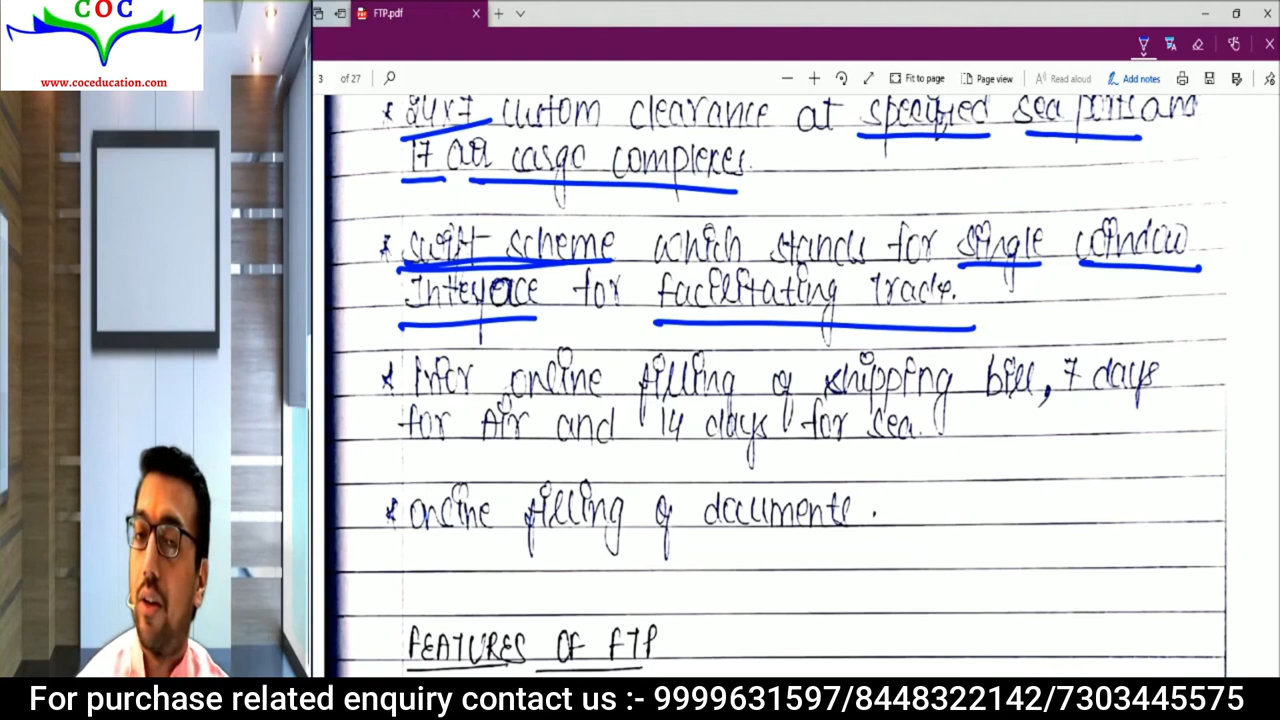 COC
www.coceducation.com
FTP.pdf
3 of 27
Fit to page
Page view
Read aloud
Add notes
* 24x7 custom clearance at specified sea ports and
17 air cargo complexes.
* Swift scheme which stands for single window
Interface for facilitating trade.
* Prior online filling of shipping bill, 7 days
for Air and 14 days for sea.
* online filling of documents.
FEATURES OF FTP
For purchase related enquiry contact us :- 9999631597/8448322142/7303445575